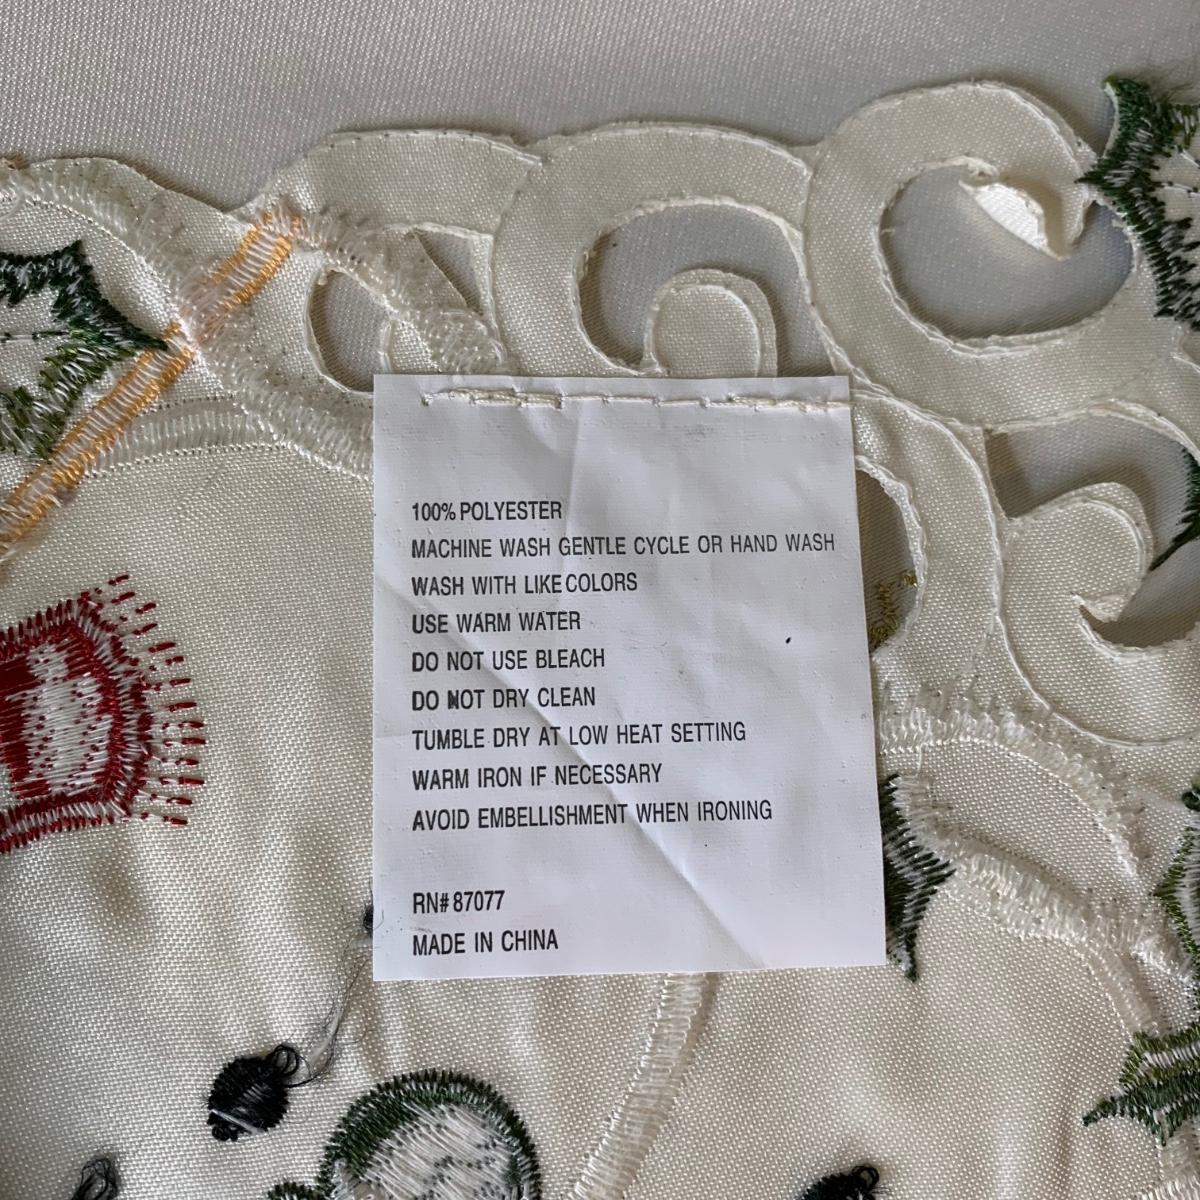 100% POLYESTER
MACHINE WASH GENTLE CYCLE OR HAND WASH
WASH WITH LIKE COLORS
USE WARM WATER
DO NOT USE BLEACH
DO NOT DRY CLEAN
TUMBLE DRY AT LOW HEAT SETTING
WARM IRON IF NECESSARY
AVOID EMBELLISHMENT WHEN IRONING
RN# 87077
MADE IN CHINA